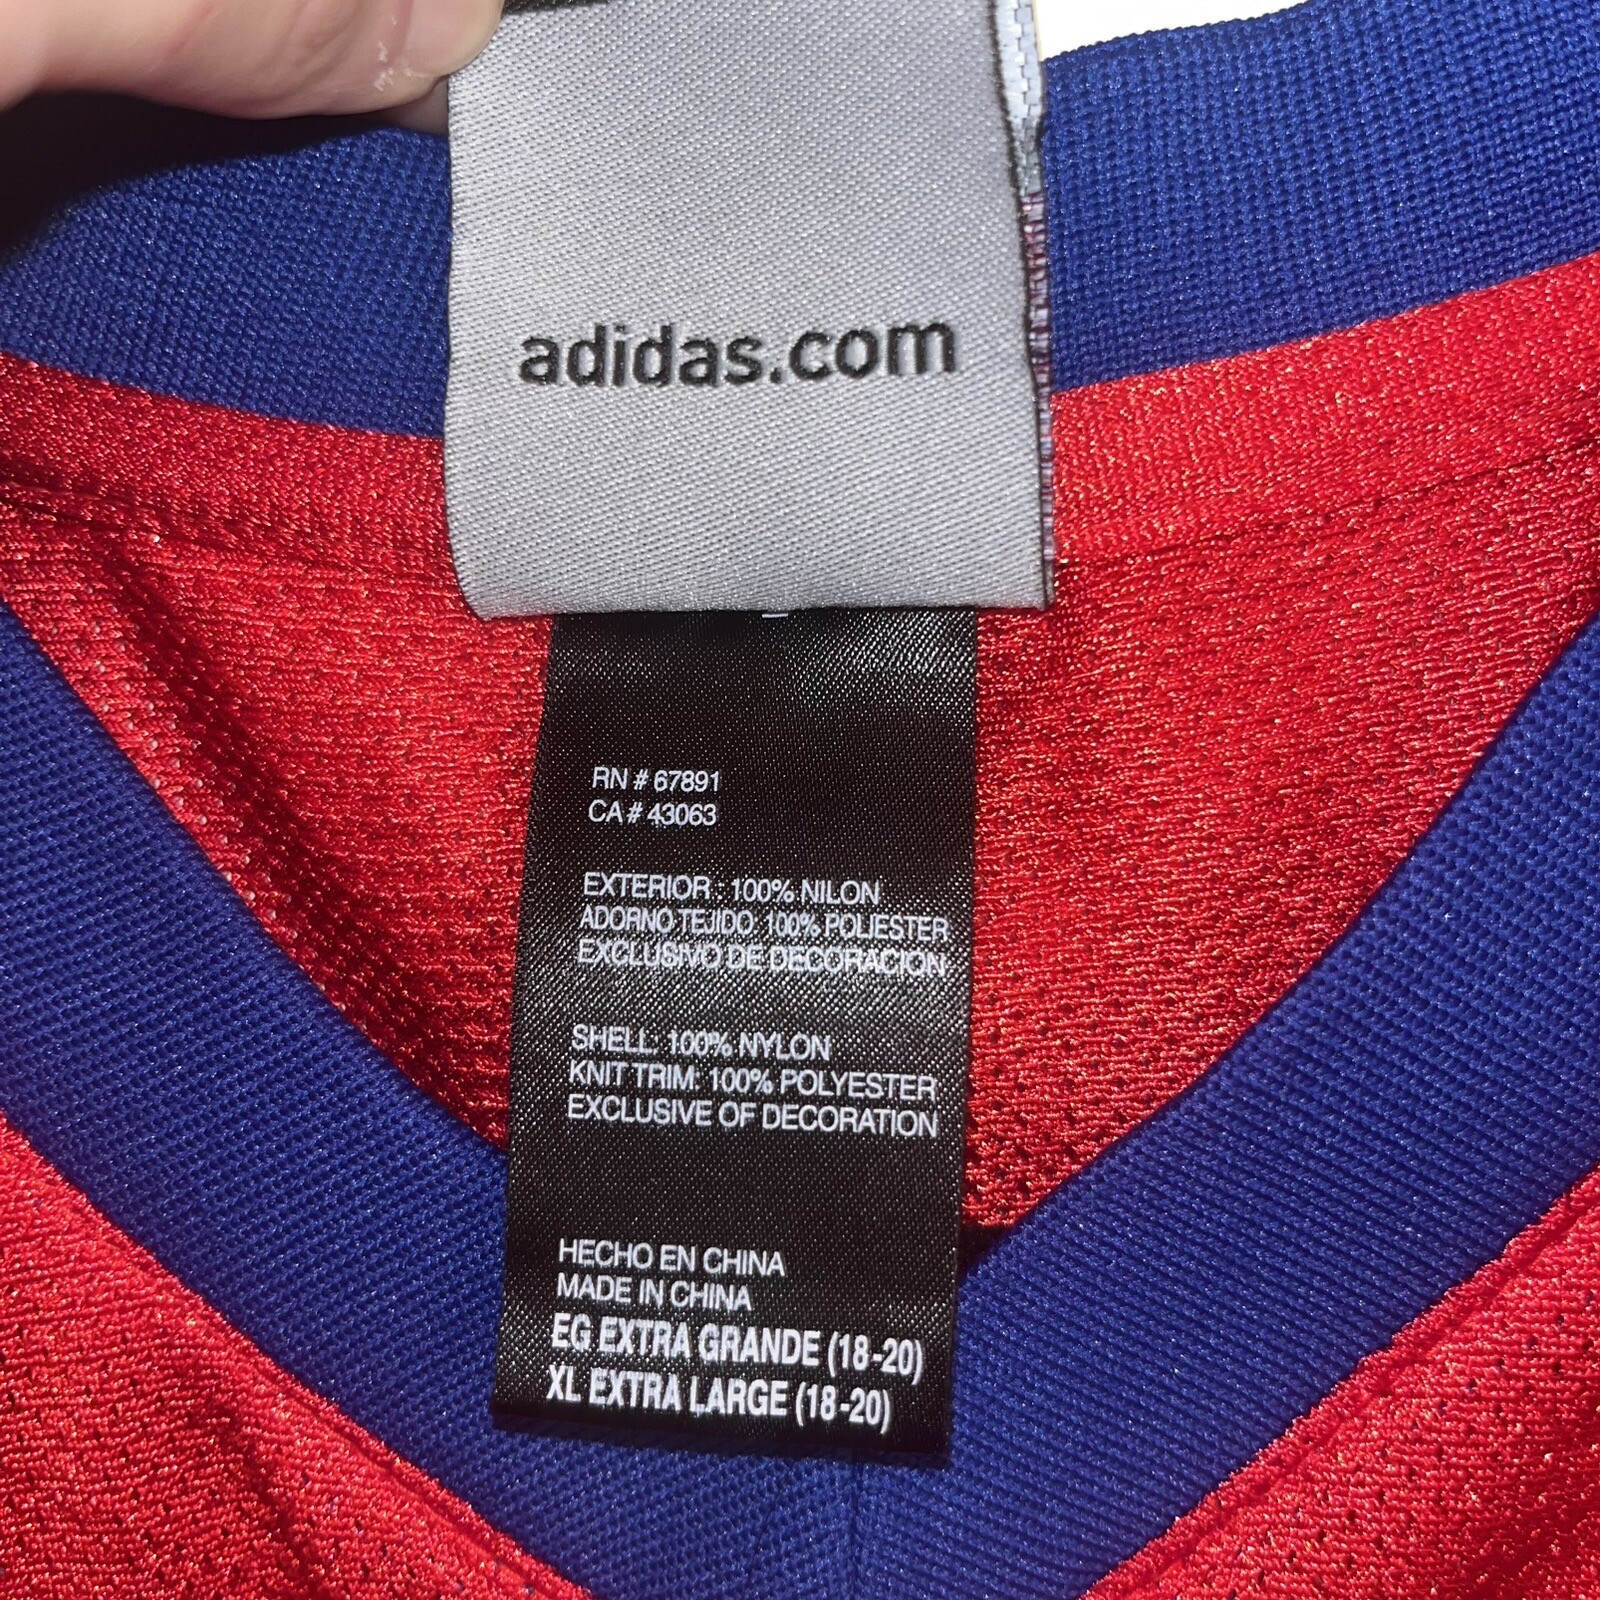 adidas.com
RN # 67891
CA # 43063
EXTERIOR : 100% NILON
ADORNO TEJIDO: 100% POLIESTER
EXCLUSIVO DE DECORACION
SHELL: 100% NYLON
KNIT TRIM: 100% POLYESTER
EXCLUSIVE OF DECORATION
HECHO EN CHINA
MADE IN CHINA
EG EXTRA GRANDE (18-20)
XL EXTRA LARGE (18-20)